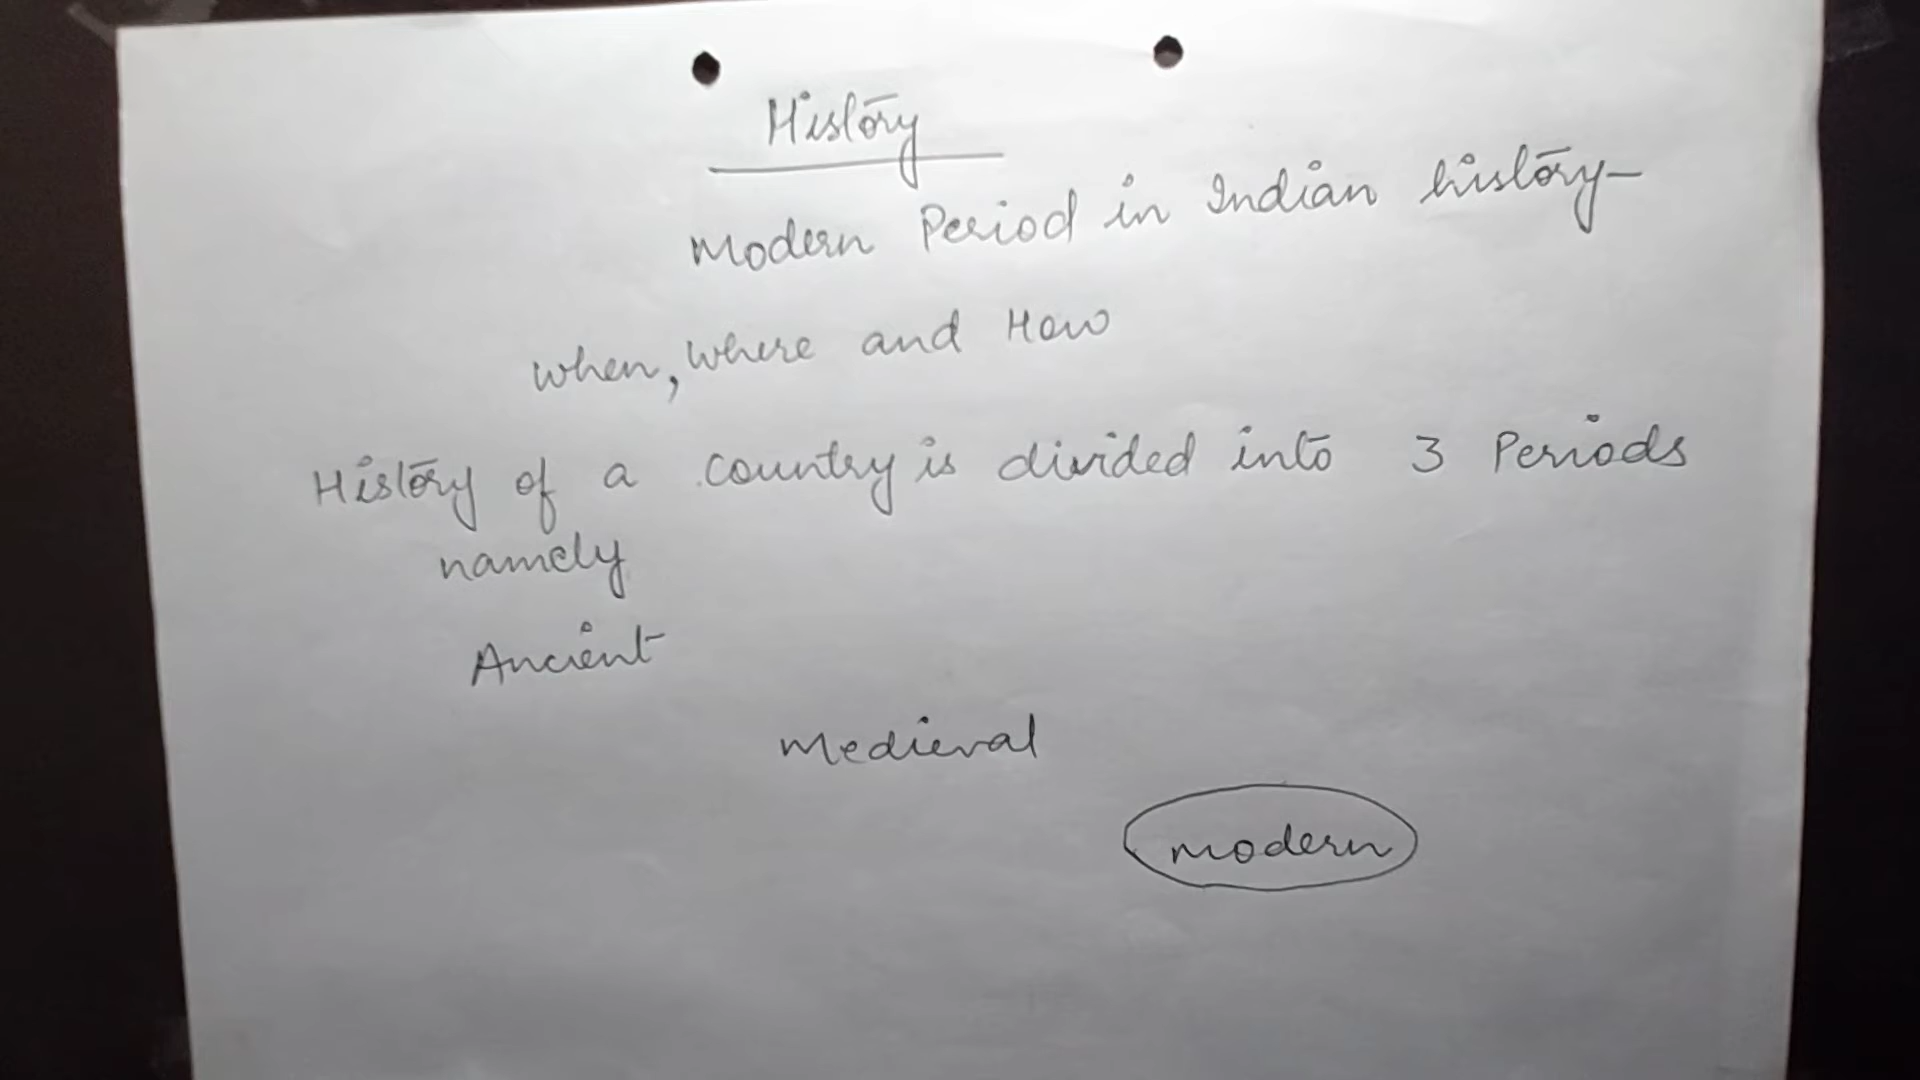 History
Modern Period in Indian history-
when, where and How
History of a country is divided into 3 Periods
namely
Ancient
Medieval
modern